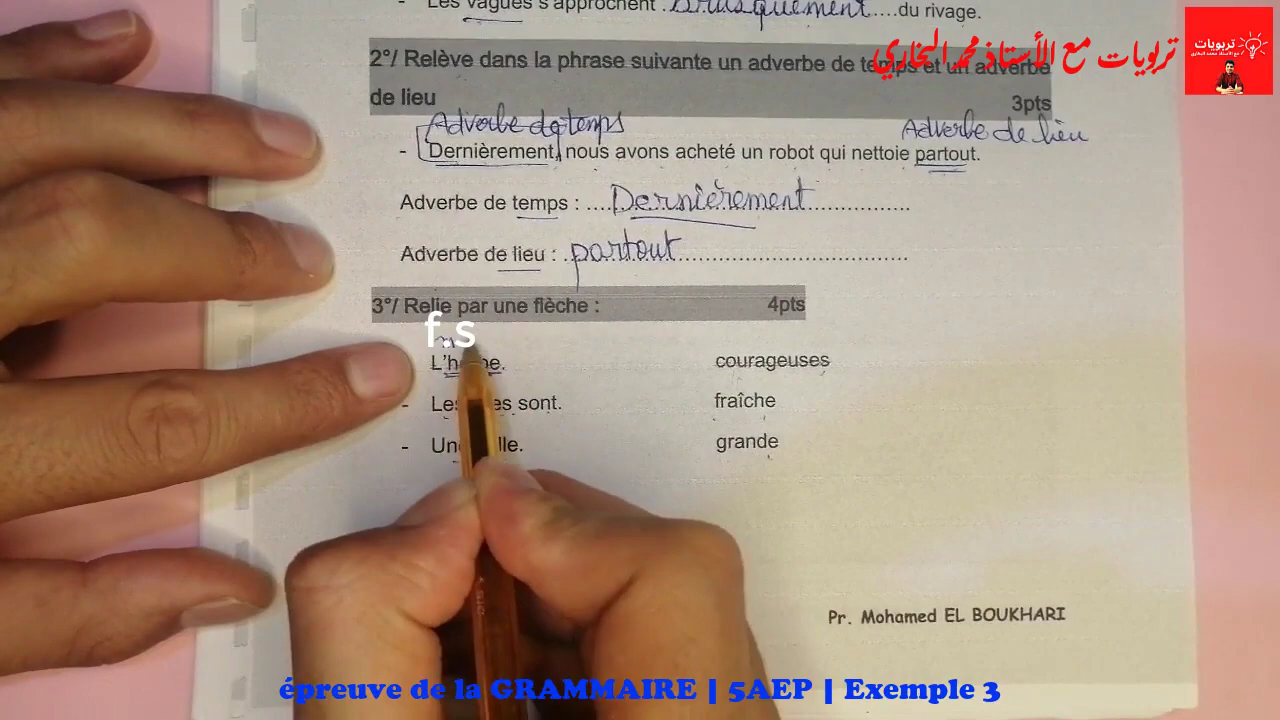 - Les vagues s'approchent : Brusquement....du rivage.
تربويات مع الأستاذ محمد البخاري
تربويات
2°/ Relève dans la phrase suivante un adverbe de temps et un adverbe
de lieu 3pts
Adverbe de temps Adverbe de lieu
- Dernièrement, nous avons acheté un robot qui nettoie partout.
Adverbe de temps : .... Dernièrement ................
Adverbe de lieu : .partout...................................
3°/ Relie par une flèche : 4pts
f.s
courageuses
- sont. fraîche
- grande
Pr. Mohamed EL BOUKHARI
épreuve de la GRAMMAIRE | 5AEP | Exemple 3